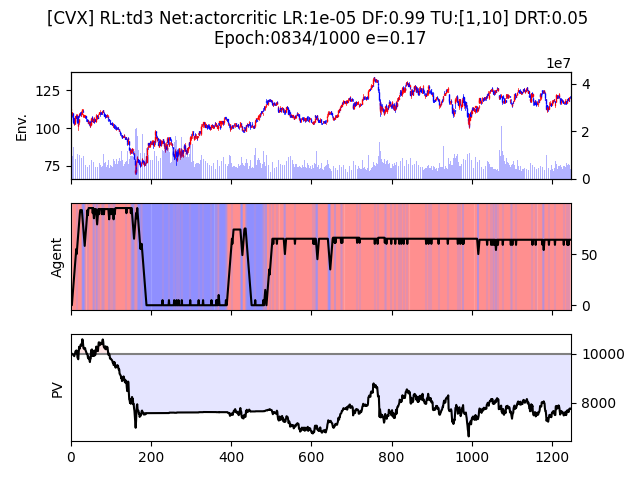 [CVX] RL:td3 Net:actorcritic LR:1e-05 DF:0.99 TU:[1,10] DRT:0.05
Epoch:0834/1000 e=0.17
1e7
Env.
125
100
75
4
2
0
Agent
50
0
PV
10000
8000
0
200
400
600
800
1000
1200